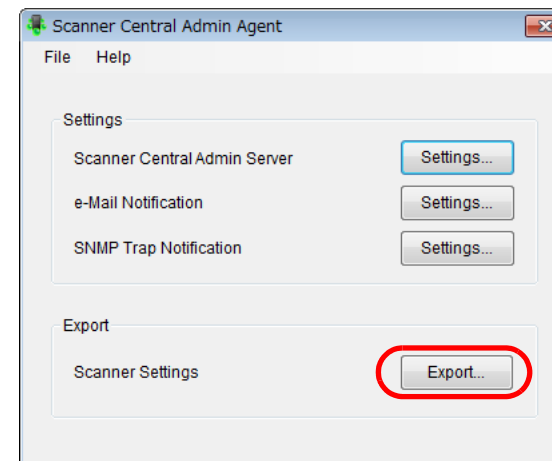 Scanner Central Admin Agent
File Help
Settings
Scanner Central Admin Server Settings...
e-Mail Notification Settings...
SNMP Trap Notification Settings...
Export
Scanner Settings Export...